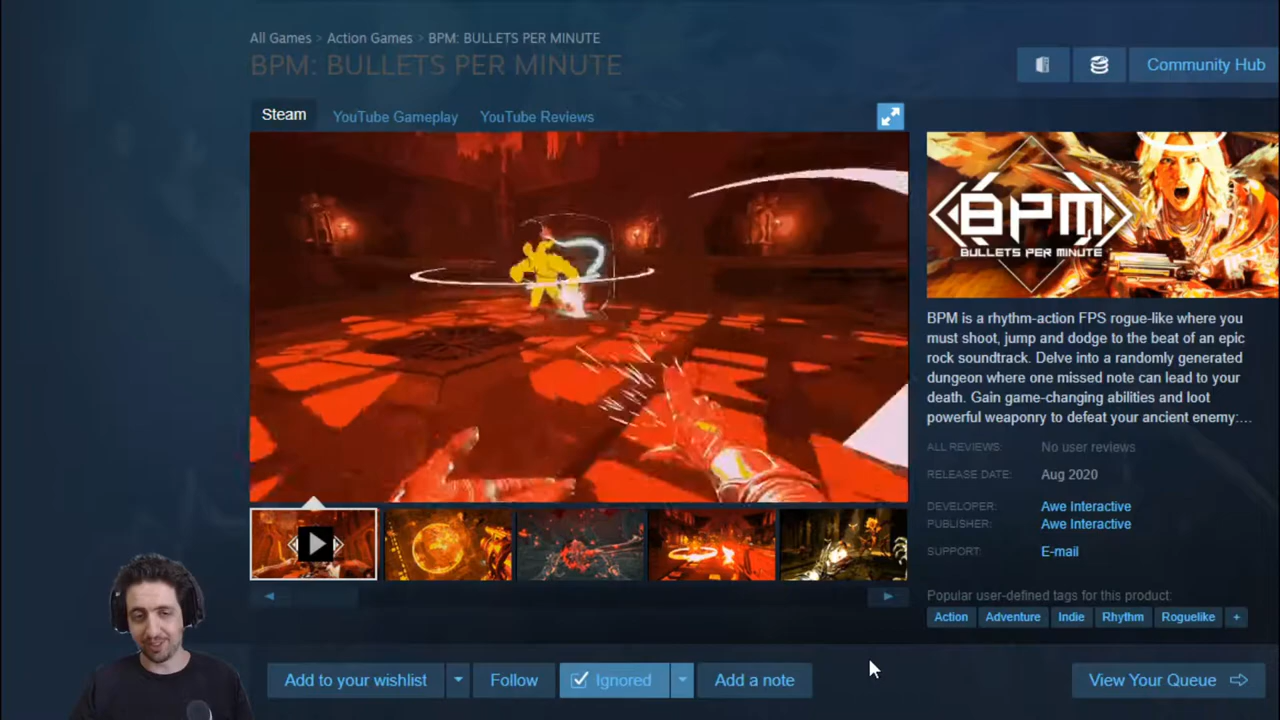 All Games > Action Games > BPM: BULLETS PER MINUTE
BPM: BULLETS PER MINUTE
Community Hub
Steam
YouTube Gameplay
YouTube Reviews
BPM
BULLETS PER MINUTE
BPM is a rhythm-action FPS rogue-like where you
must shoot, jump and dodge to the beat of an epic
rock soundtrack. Delve into a randomly generated
dungeon where one missed note can lead to your
death. Gain game-changing abilities and loot
powerful weaponry to defeat your ancient enemy:...
ALL REVIEWS: No user reviews
RELEASE DATE: Aug 2020
DEVELOPER: Awe Interactive
PUBLISHER: Awe Interactive
SUPPORT: E-mail
Popular user-defined tags for this product:
Action Adventure Indie Rhythm Roguelike +
Add to your wishlist
Follow
Ignored
Add a note
View Your Queue